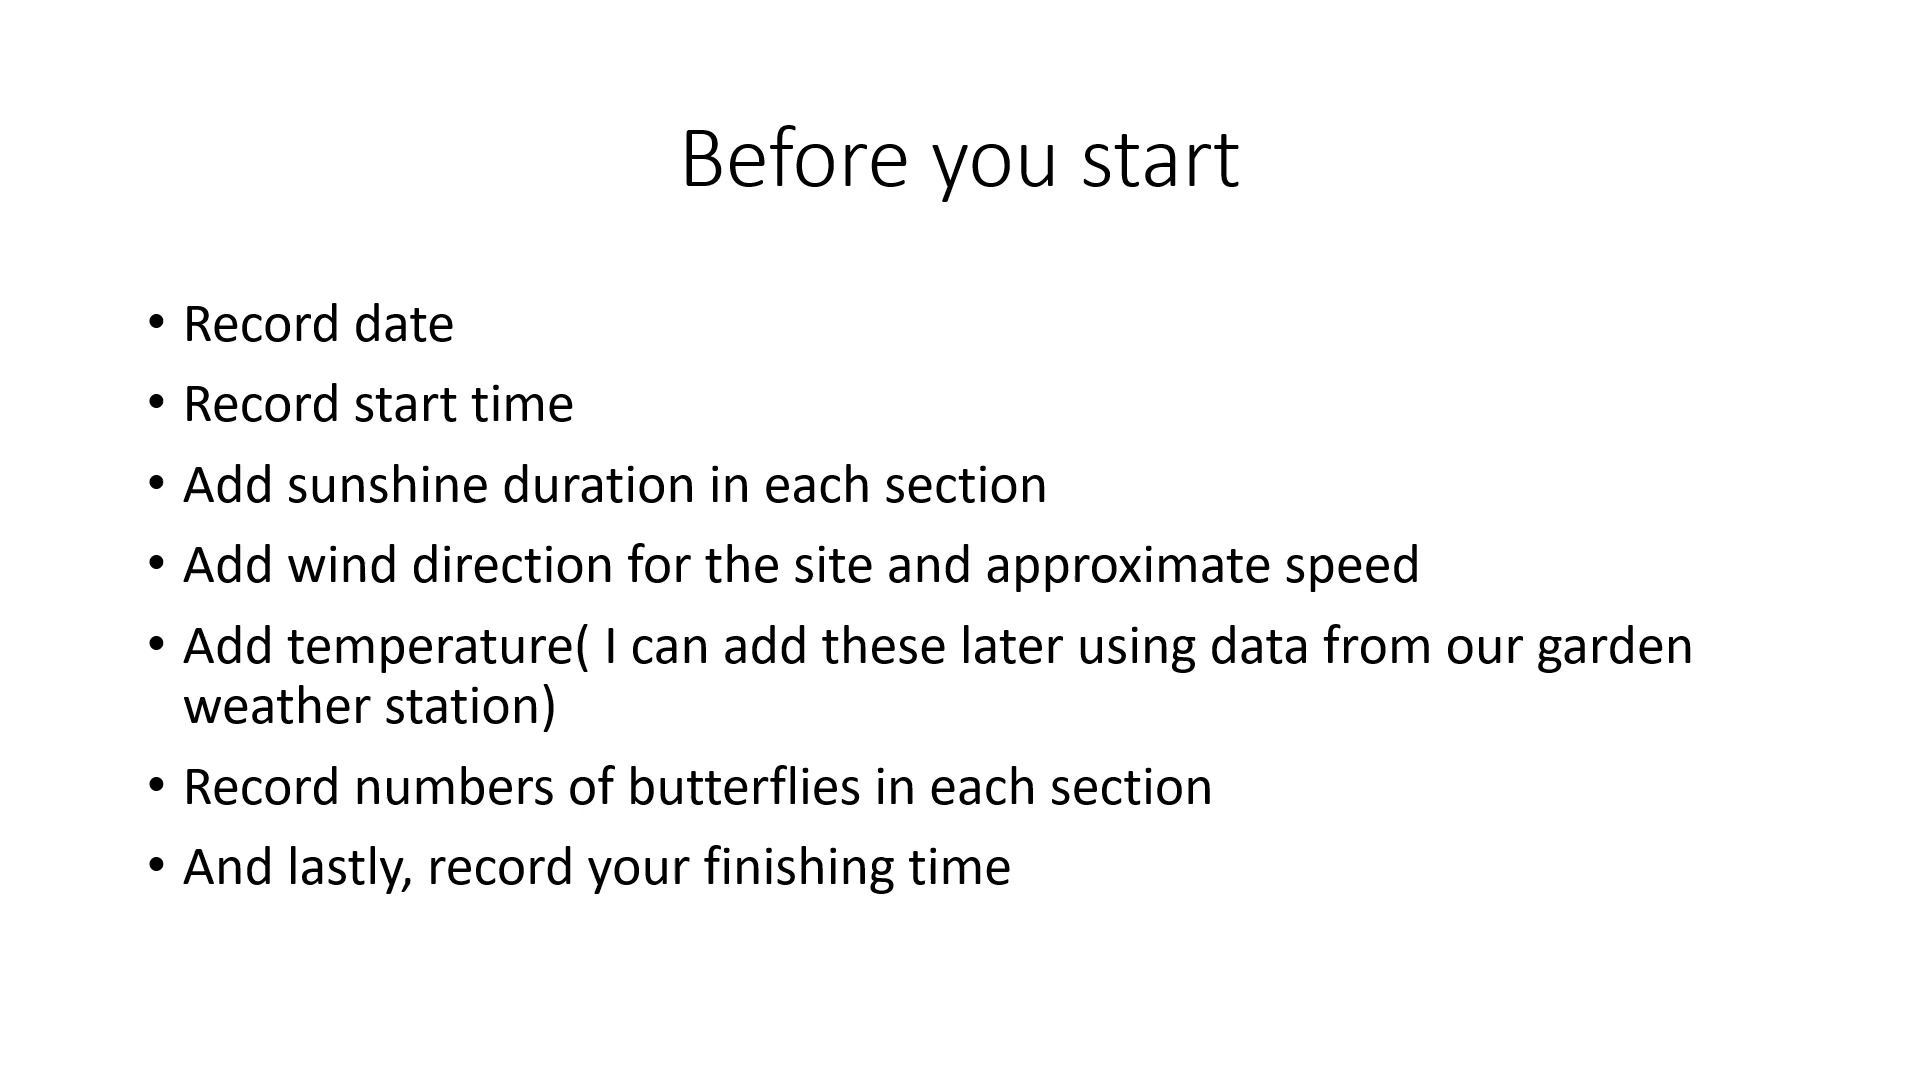 Before you start
• Record date
• Record start time
• Add sunshine duration in each section
• Add wind direction for the site and approximate speed
• Add temperature( I can add these later using data from our garden
weather station)
• Record numbers of butterflies in each section
• And lastly, record your finishing time